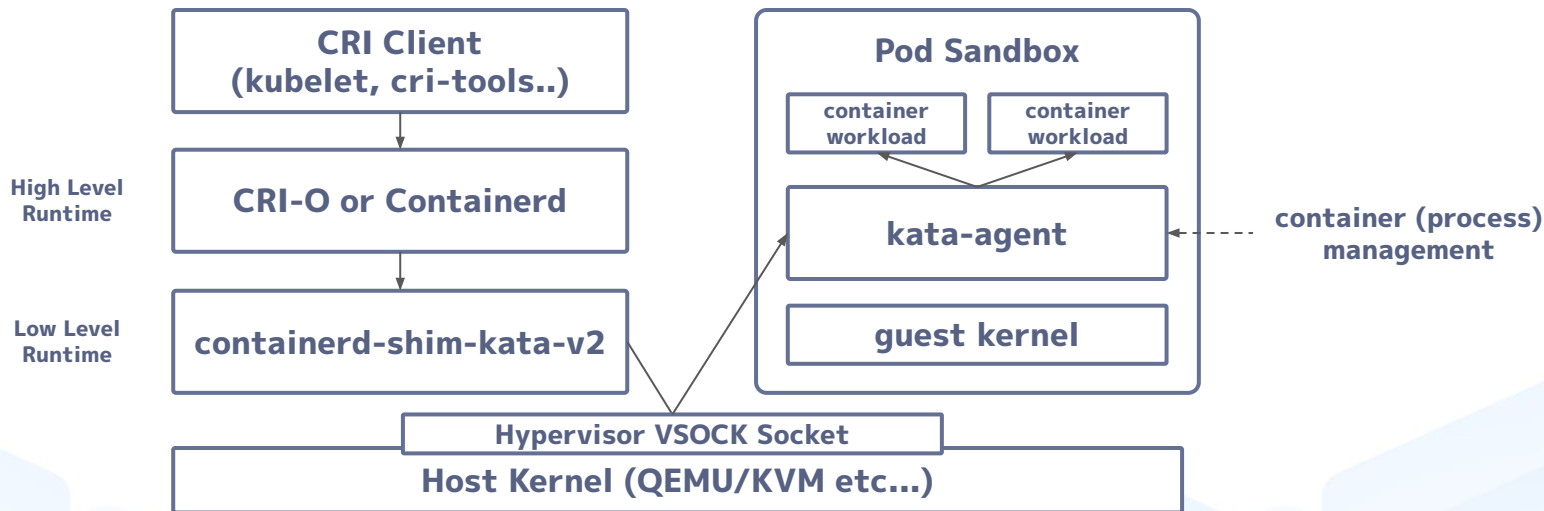 CRI Client
(kubelet, cri-tools..)
High Level
Runtime
CRI-O or Containerd
Low Level
Runtime
containerd-shim-kata-v2
Pod Sandbox
container
workload
container
workload
kata-agent
guest kernel
container (process)
management
Hypervisor VSOCK Socket
Host Kernel (QEMU/KVM etc...)